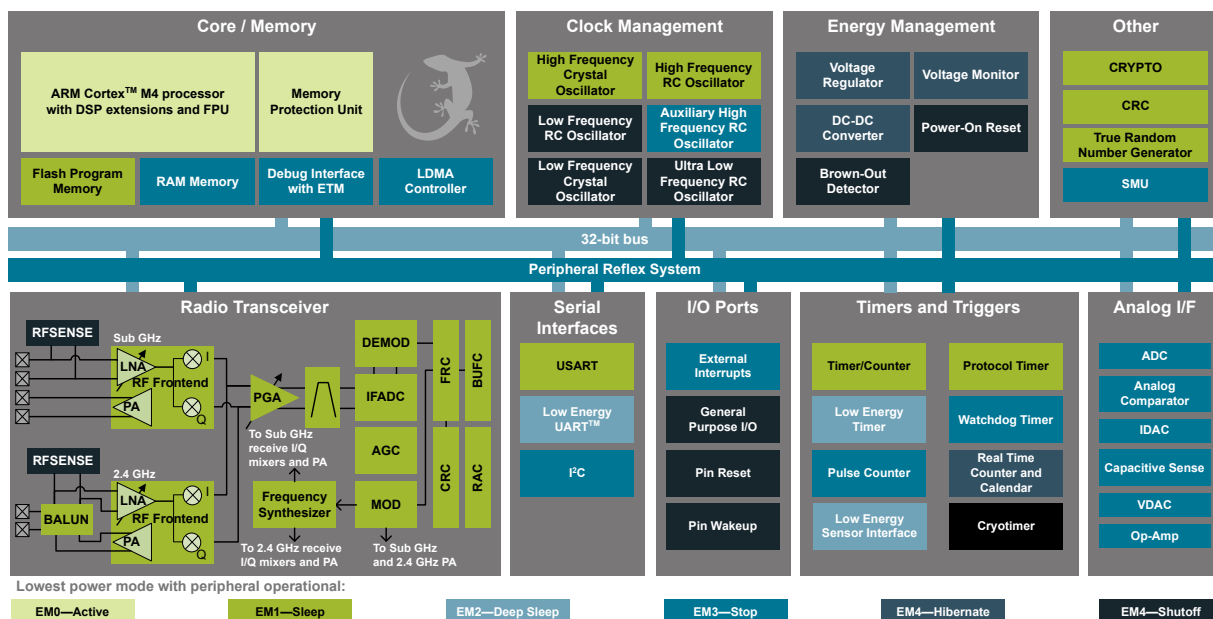 Core / Memory
ARM Cortex™ M4 processor
with DSP extensions and FPU
Memory
Protection Unit
Flash Program
Memory
RAM Memory
Debug Interface
with ETM
LDMA
Controller
Clock Management
High Frequency
Crystal
Oscillator
High Frequency
RC Oscillator
Low Frequency
RC Oscillator
Auxiliary High
Frequency RC
Oscillator
Low Frequency
Crystal
Oscillator
Ultra Low
Frequency RC
Oscillator
Energy Management
Voltage
Regulator
Voltage Monitor
DC-DC
Converter
Power-On Reset
Brown-Out
Detector
Other
CRYPTO
CRC
True Random
Number Generator
SMU
32-bit bus
Peripheral Reflex System
Radio Transceiver
RFSENSE
Sub GHz
LNA
I
RF Frontend
PA
Q
RFSENSE
2.4 GHz
LNA
I
BALUN
RF Frontend
PA
Q
PGA
To Sub GHz
receive I/Q
mixers and PA
Frequency
Synthesizer
To 2.4 GHz receive
I/Q mixers and PA
DEMOD
IFADC
AGC
MOD
To Sub GHz
and 2.4 GHz PA
FRC
BUFC
CRC
RAC
Serial
Interfaces
USART
Low Energy
UART™
I²C
I/O Ports
External
Interrupts
General
Purpose I/O
Pin Reset
Pin Wakeup
Timers and Triggers
Timer/Counter
Protocol Timer
Low Energy
Timer
Watchdog Timer
Pulse Counter
Real Time
Counter and
Calendar
Low Energy
Sensor Interface
Cryotimer
Analog I/F
ADC
Analog
Comparator
IDAC
Capacitive Sense
VDAC
Op-Amp
Lowest power mode with peripheral operational:
EM0—Active
EM1—Sleep
EM2—Deep Sleep
EM3—Stop
EM4—Hibernate
EM4—Shutoff